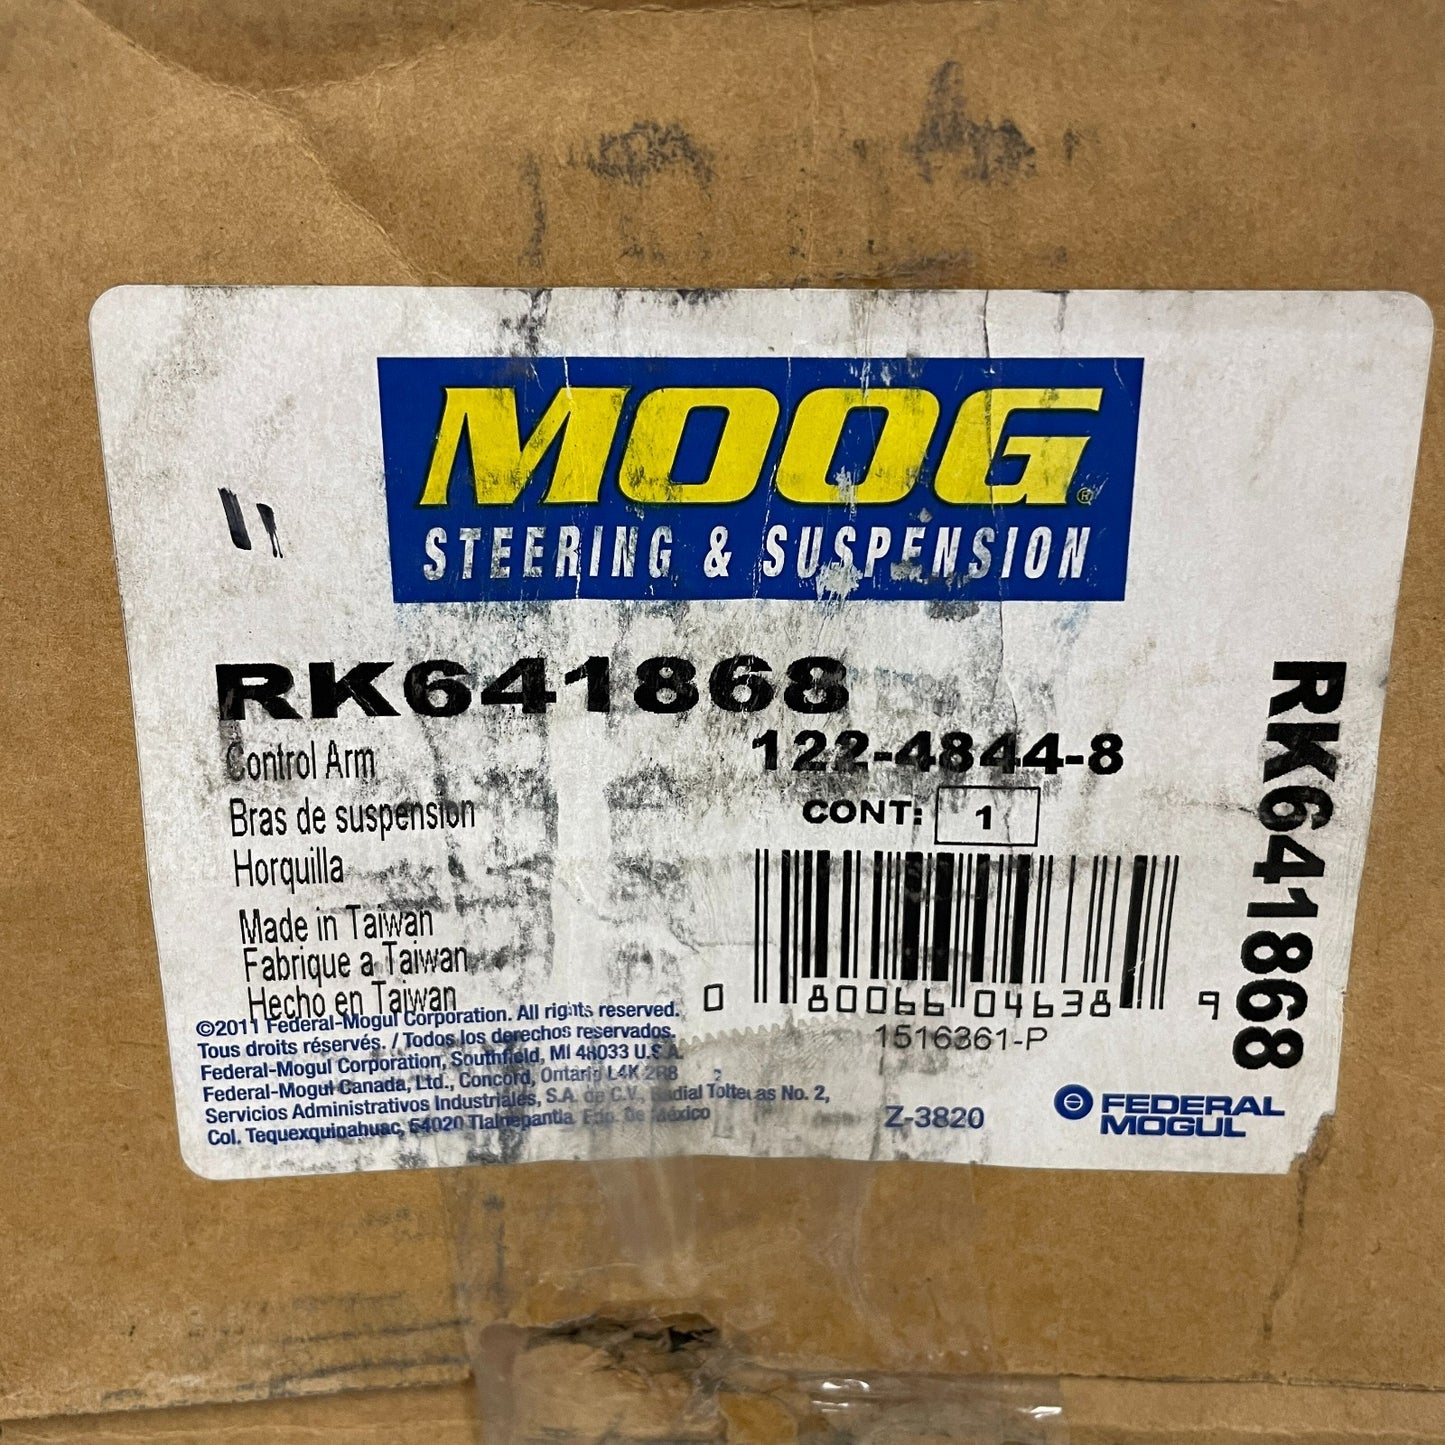 MOOG®
STEERING & SUSPENSION
RK641868
Control Arm
122-4844-8
Bras de suspension
CONT: 1
Horquilla
Made in Taiwan
Fabrique a Taiwan
Hecho en Taiwan
0 80066 04638 9
1516361-P
©2011 Federal-Mogul Corporation. All rights reserved.
Tous droits réservés. / Todos los derechos reservados.
Federal-Mogul Corporation, Southfield, MI 48033 U.S.A.
Federal-Mogul Canada, Ltd., Concord, Ontario L4K 2R8
Servicios Administrativos Industriales, S.A. de C.V., Radial Toltecas No. 2,
Col. Tequexquinahuac, 54020 Tlalnepantla Edo. De México
Z-3820
FEDERAL
MOGUL
RK641868